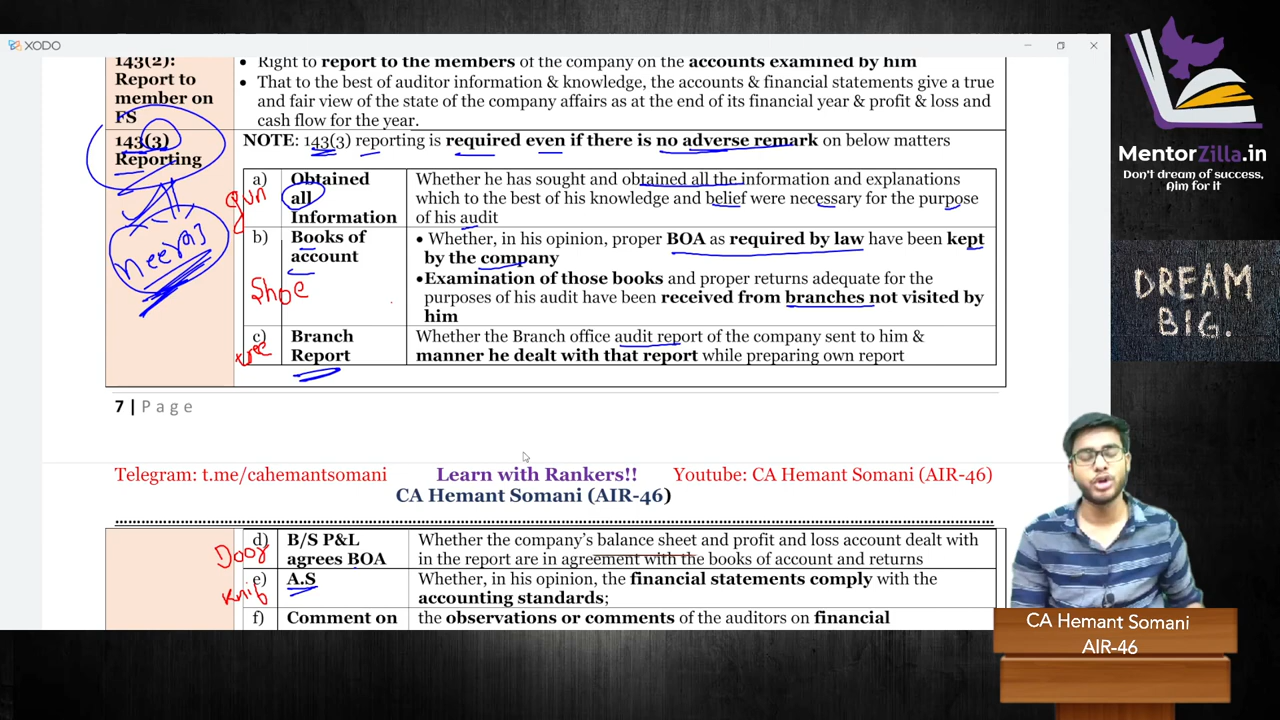 XODO
143(2):
Report to
member on
FS
• Right to report to the members of the company on the accounts examined by him
• That to the best of auditor information & knowledge, the accounts & financial statements give a true
and fair view of the state of the company affairs as at the end of its financial year & profit & loss and
cash flow for the year.
143(3)
Reporting
neeraj
NOTE: 143(3) reporting is required even if there is no adverse remark on below matters
a)
gun
Obtained
all
Information
Whether he has sought and obtained all the information and explanations
which to the best of his knowledge and belief were necessary for the purpose
of his audit
b)
Shoe
Books of
account
• Whether, in his opinion, proper BOA as required by law have been kept
by the company
•Examination of those books and proper returns adequate for the
purposes of his audit have been received from branches not visited by
him
c)
tree
Branch
Report
Whether the Branch office audit report of the company sent to him &
manner he dealt with that report while preparing own report
7 | Page
Telegram: t.me/cahemantsomani Learn with Rankers!! Youtube: CA Hemant Somani (AIR-46)
CA Hemant Somani (AIR-46)
d)
Door
B/S P&L
agrees BOA
Whether the company's balance sheet and profit and loss account dealt with
in the report are in agreement with the books of account and returns
e)
A.S
Whether, in his opinion, the financial statements comply with the
accounting standards;
f)
Comment on
the observations or comments of the auditors on financial
MentorZilla.in
Don't dream of success,
Aim for it
DREAM
BIG.
CA Hemant Somani
AIR-46